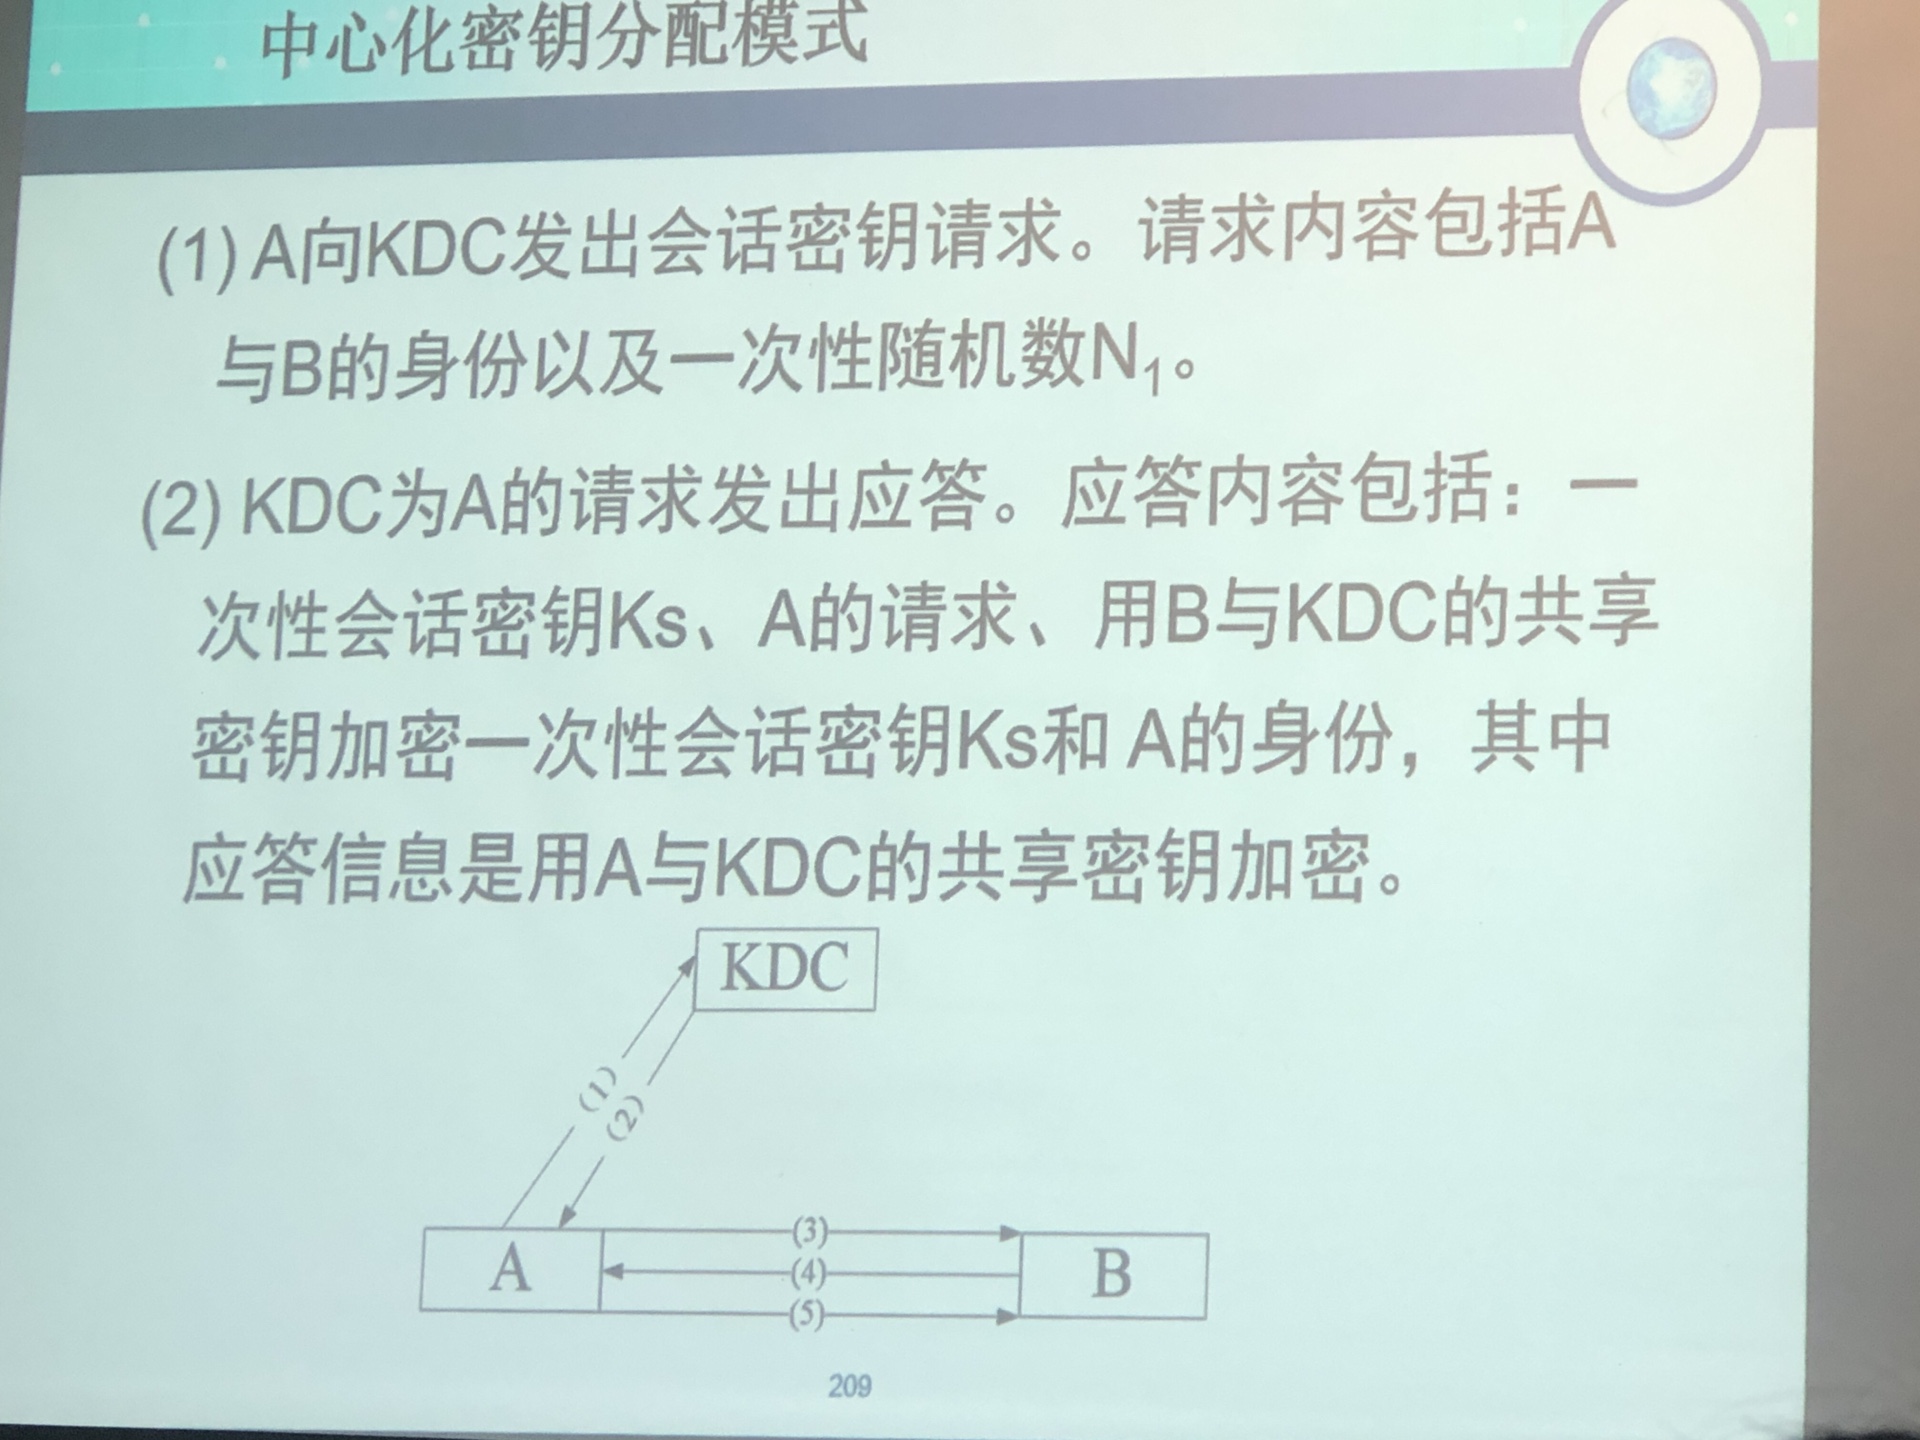 中心化密钥分配模式
(1) A向KDC发出会话密钥请求。请求内容包括A
与B的身份以及一次性随机数N₁。
(2) KDC为A的请求发出应答。应答内容包括：一
次性会话密钥Ks、A的请求、用B与KDC的共享
密钥加密一次性会话密钥Ks和 A的身份，其中
应答信息是用A与KDC的共享密钥加密。
KDC
(1)
(2)
(3)
A
(4)
B
(5)
209